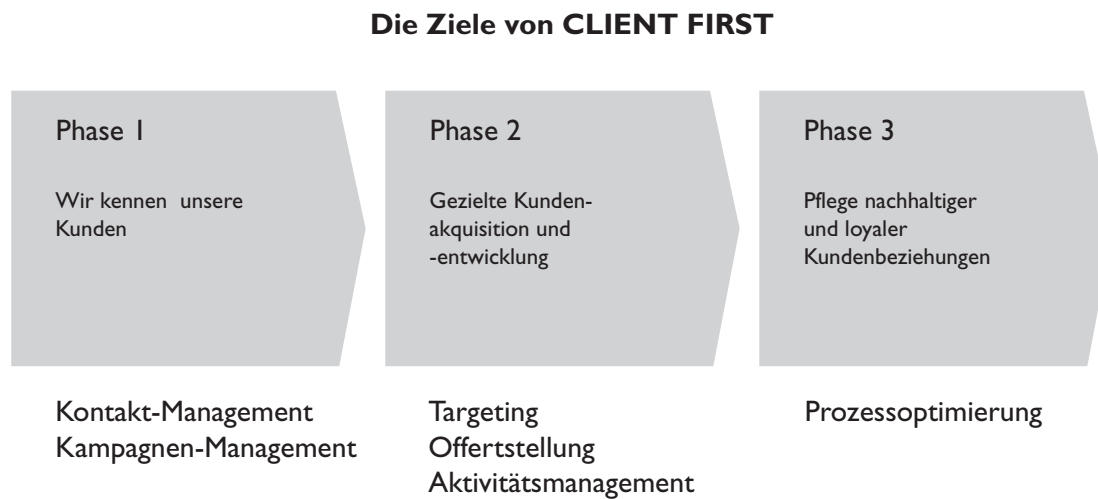 Die Ziele von CLIENT FIRST
Phase 1
Wir kennen unsere
Kunden
Phase 2
Gezielte Kunden-
akquisition und
-entwicklung
Phase 3
Pflege nachhaltiger
und loyaler
Kundenbeziehungen
Kontakt-Management
Kampagnen-Management
Targeting
Offertstellung
Aktivitätsmanagement
Prozessoptimierung